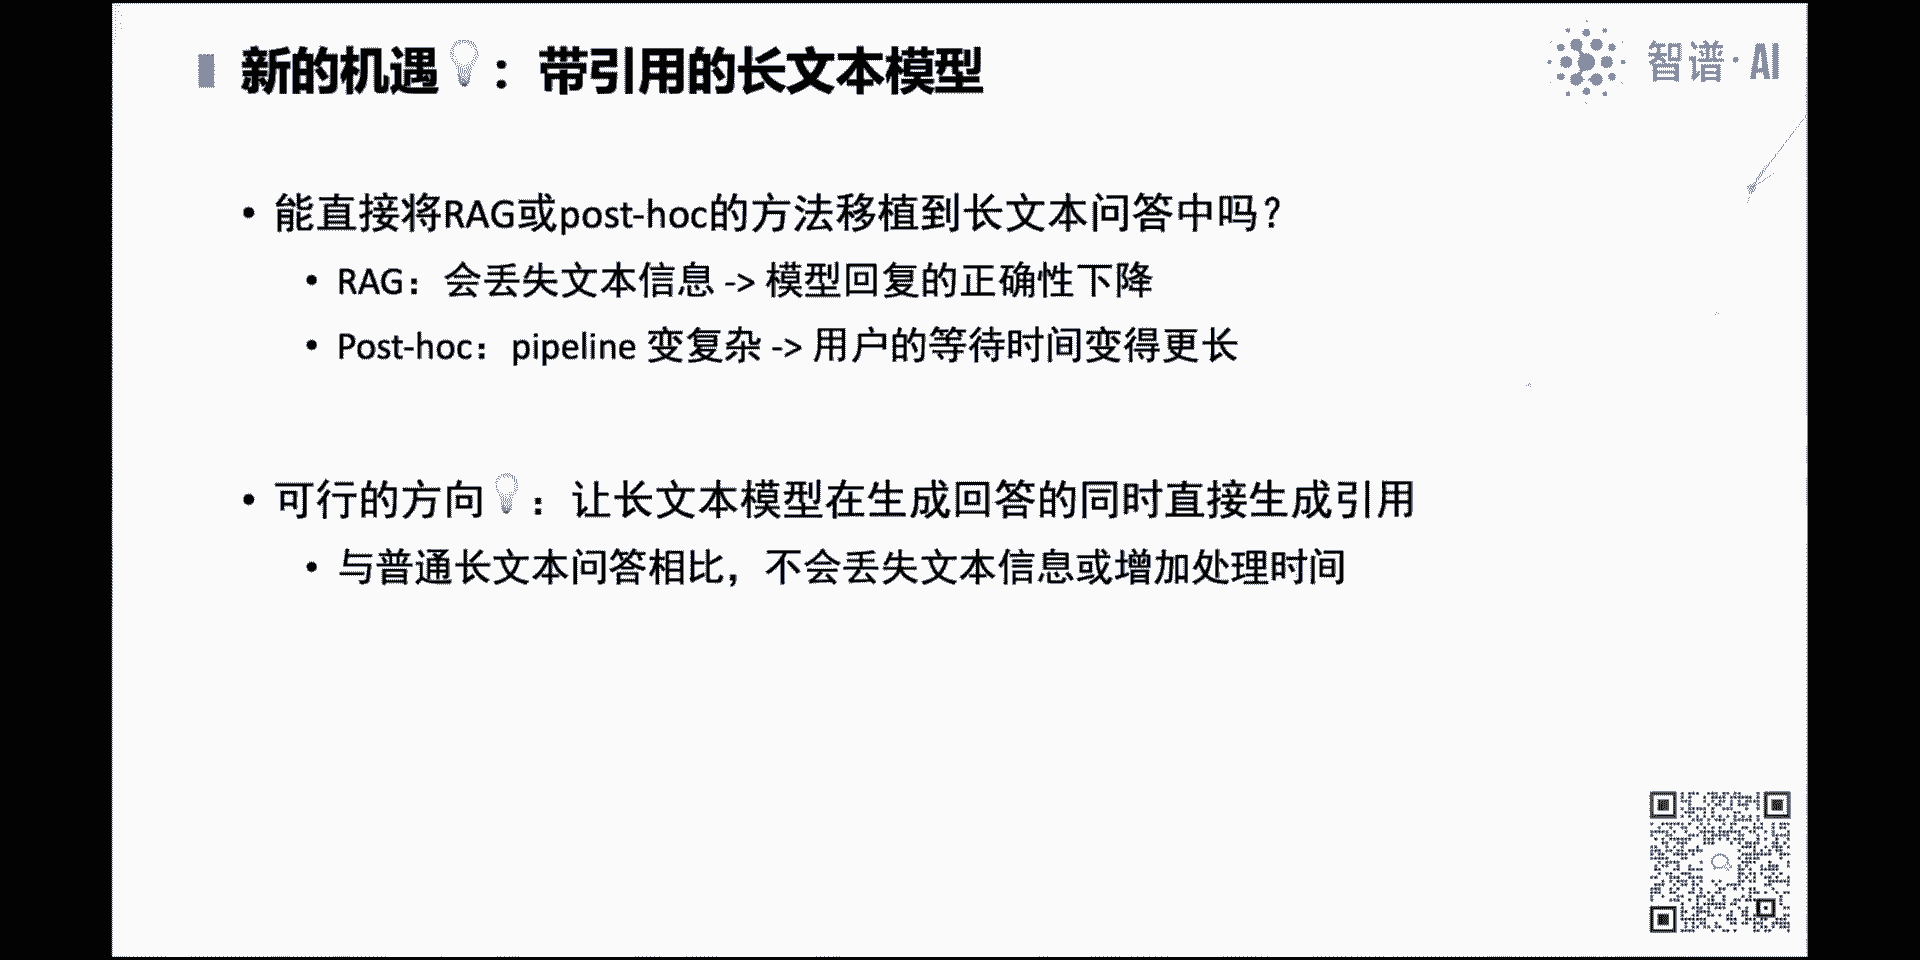 新的机遇💡：带引用的长文本模型
智谱·AI
• 能直接将RAG或post-hoc的方法移植到长文本问答中吗？
• RAG：会丢失文本信息 -> 模型回复的正确性下降
• Post-hoc：pipeline 变复杂 -> 用户的等待时间变得更长
• 可行的方向💡：让长文本模型在生成回答的同时直接生成引用
• 与普通长文本问答相比，不会丢失文本信息或增加处理时间